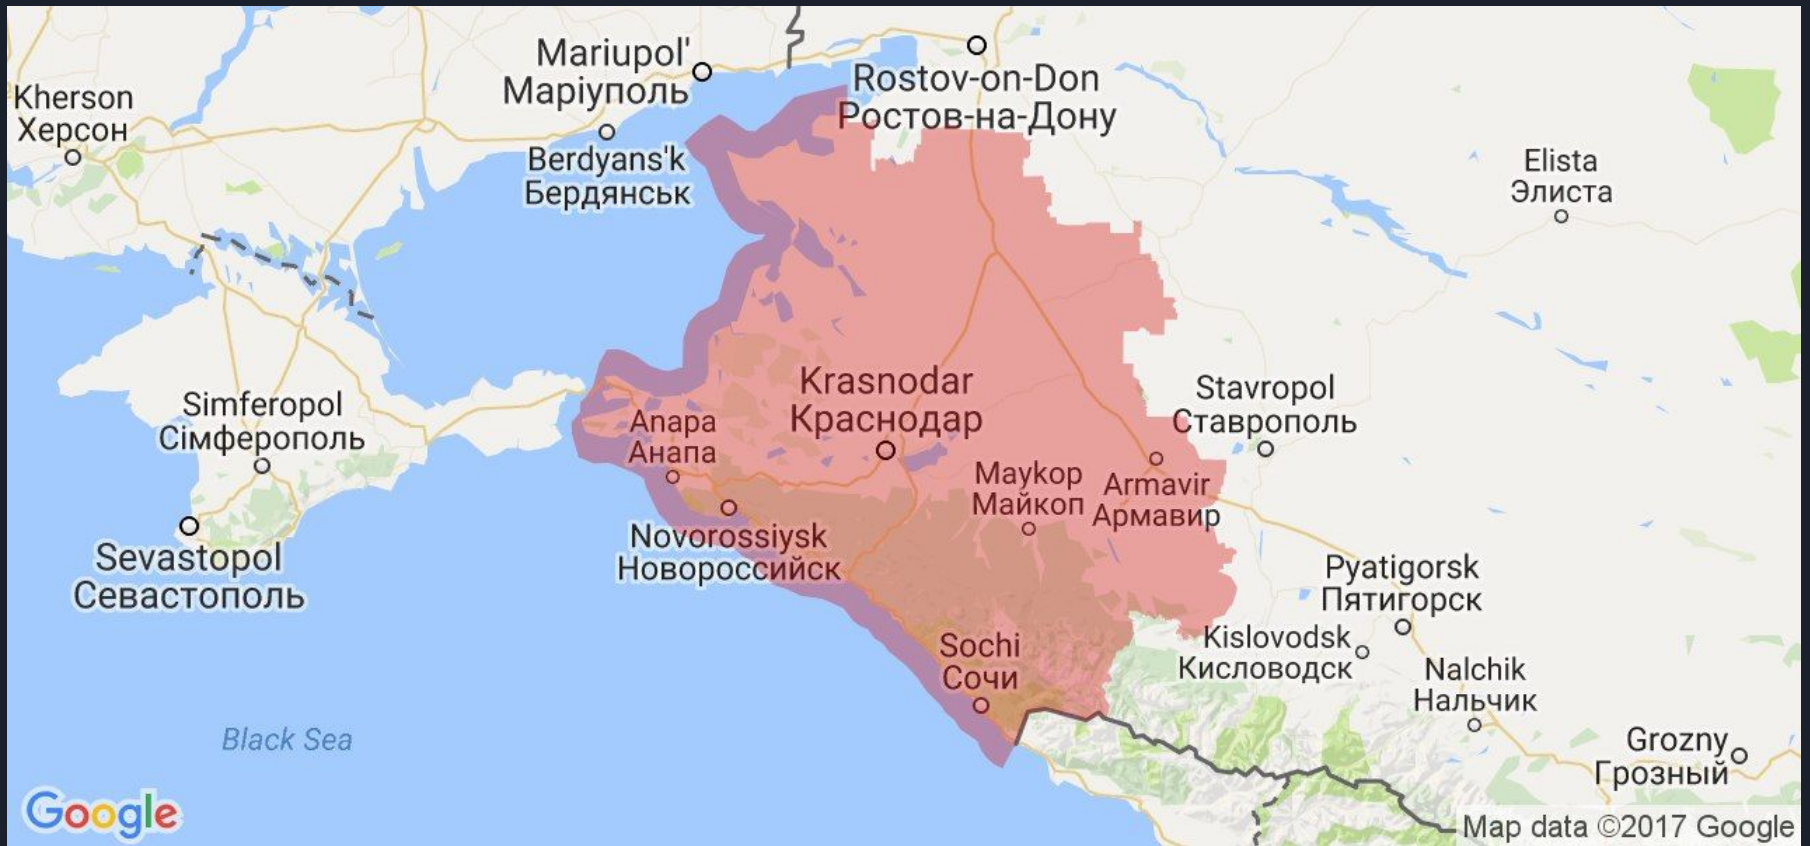 Mariupol'
Маріуполь
Rostov-on-Don
Ростов-на-Дону
Kherson
Херсон
Berdyans'k
Бердянськ
Elista
Элиста
Krasnodar
Краснодар
Stavropol
Ставрополь
Simferopol
Сімферополь
Anapa
Анапа
Maykop
Майкоп
Armavir
Армавир
Novorossiysk
Новороссийск
Sevastopol
Севастополь
Pyatigorsk
Пятигорск
Kislovodsk
Кисловодск
Sochi
Сочи
Nalchik
Нальчик
Black Sea
Grozny
Грозный
Google
Map data ©2017 Google